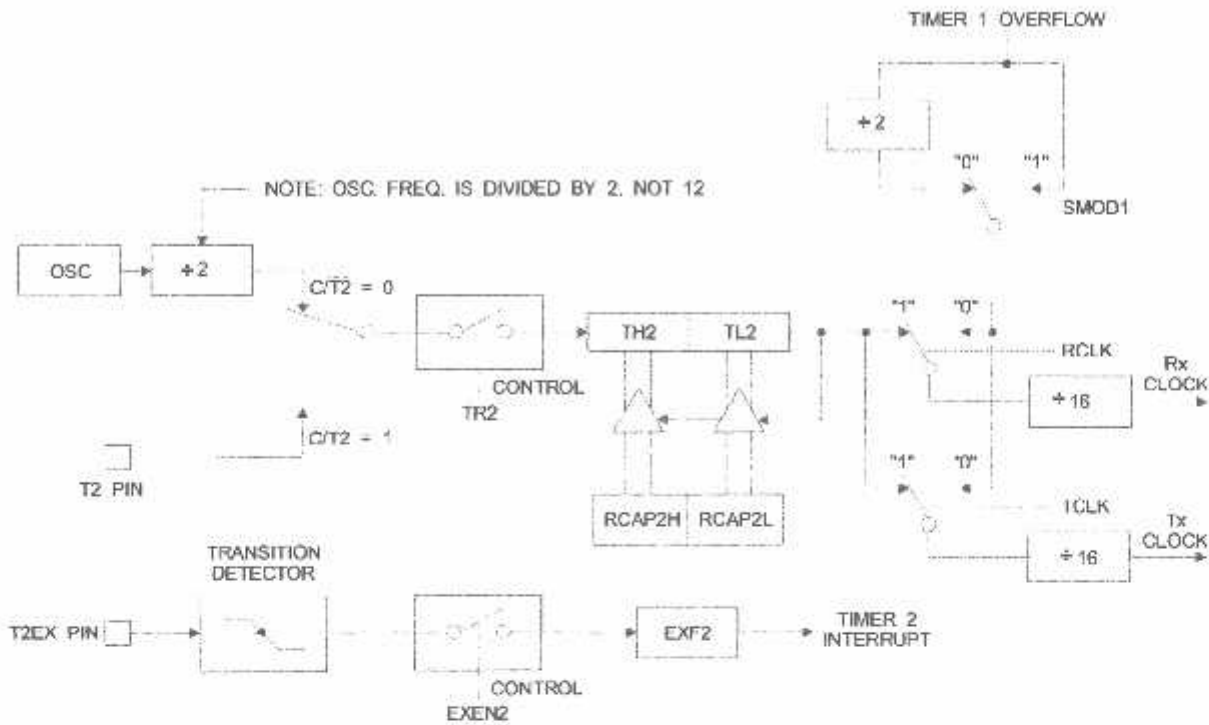 TIMER 1 OVERFLOW
÷2
"0" "1"
SMOD1
NOTE: OSC. FREQ. IS DIVIDED BY 2, NOT 12
OSC
÷2
C/T2 = 0
TH2 TL2
"1" "0"
RCLK
Rx
CLOCK
÷16
CONTROL
TR2
C/T2 = 1
T2 PIN
RCAP2H RCAP2L
"1" "0"
TCLK
Tx
CLOCK
÷16
TRANSITION
DETECTOR
T2EX PIN
EXF2
TIMER 2
INTERRUPT
CONTROL
EXEN2